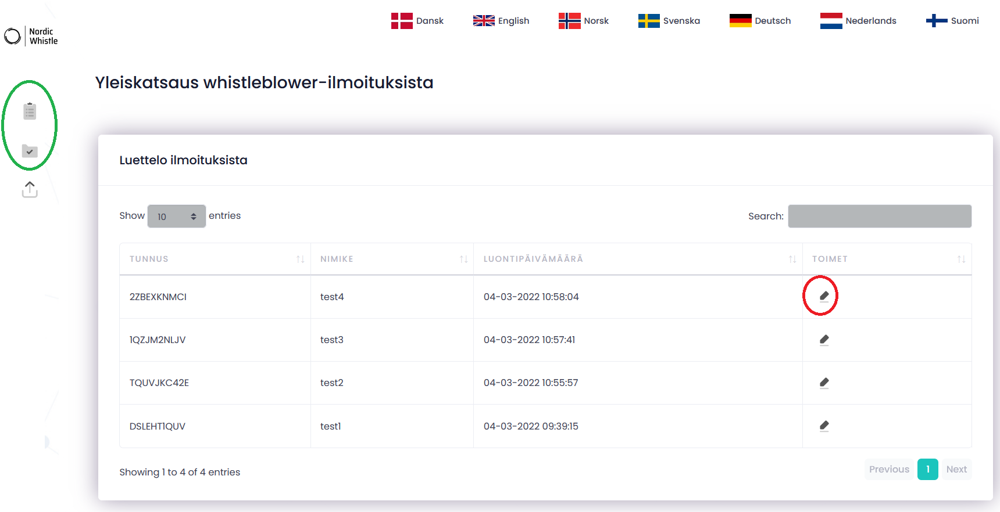 Nordic
Whistle
Dansk English Norsk Svenska Deutsch Nederlands Suomi
Yleiskatsaus whistleblower-ilmoituksista
Luettelo ilmoituksista
Show 10 entries Search:
TUNNUS NIMIKE LUONTIPÄIVÄMÄÄRÄ TOIMET
2ZBEXKNMCI test4 04-03-2022 10:58:04
1QZJM2NLJV test3 04-03-2022 10:57:41
TQUVJKC42E test2 04-03-2022 10:55:57
DSLEHT1QUV test1 04-03-2022 09:39:15
Showing 1 to 4 of 4 entries
Previous 1 Next